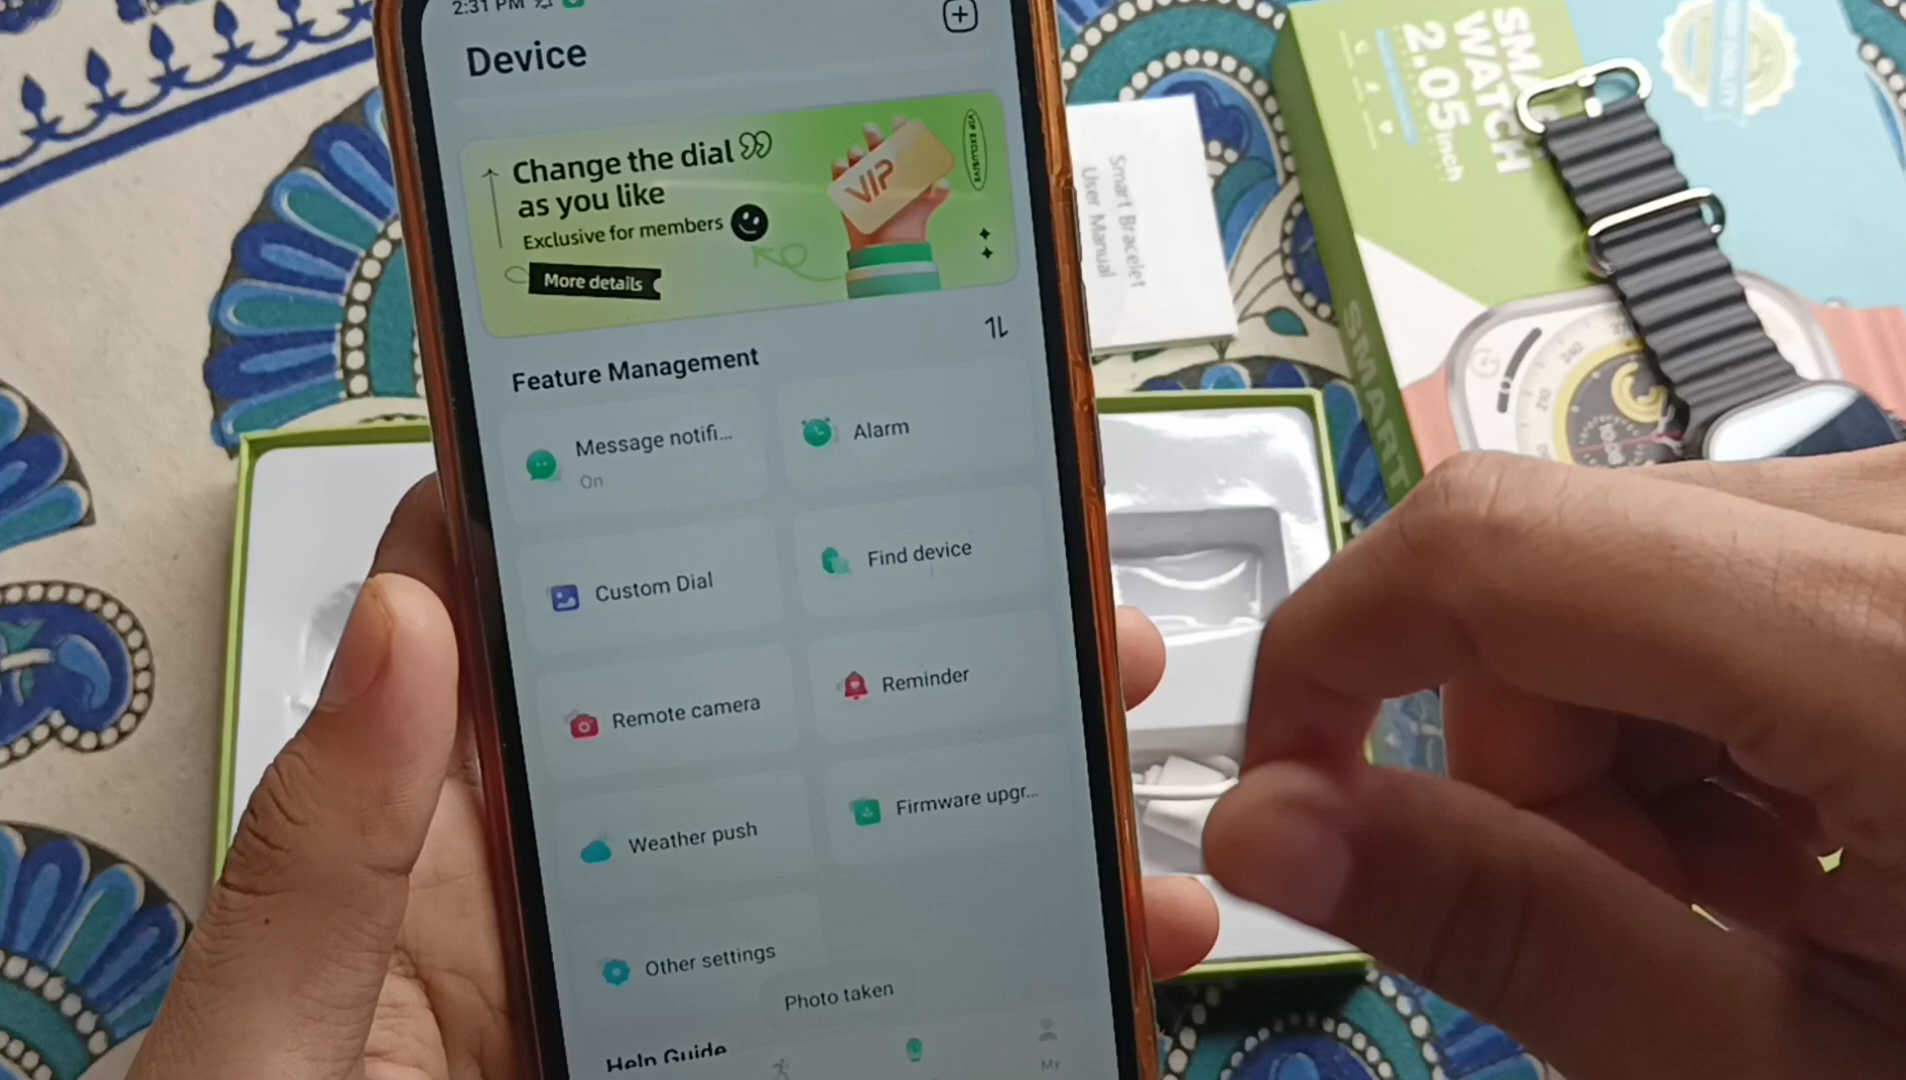 2:31 PM
Device
Change the dial
as you like
Exclusive for members
More details
VIP
VIP EXCLUSIVE
Feature Management
Message notifi...
On
Alarm
Custom Dial
Find device
Remote camera
Reminder
Weather push
Firmware upgr...
Other settings
Photo taken
Help Guide
My
Smart Bracelet
User Manual
WATCH
2.05inch
SMART